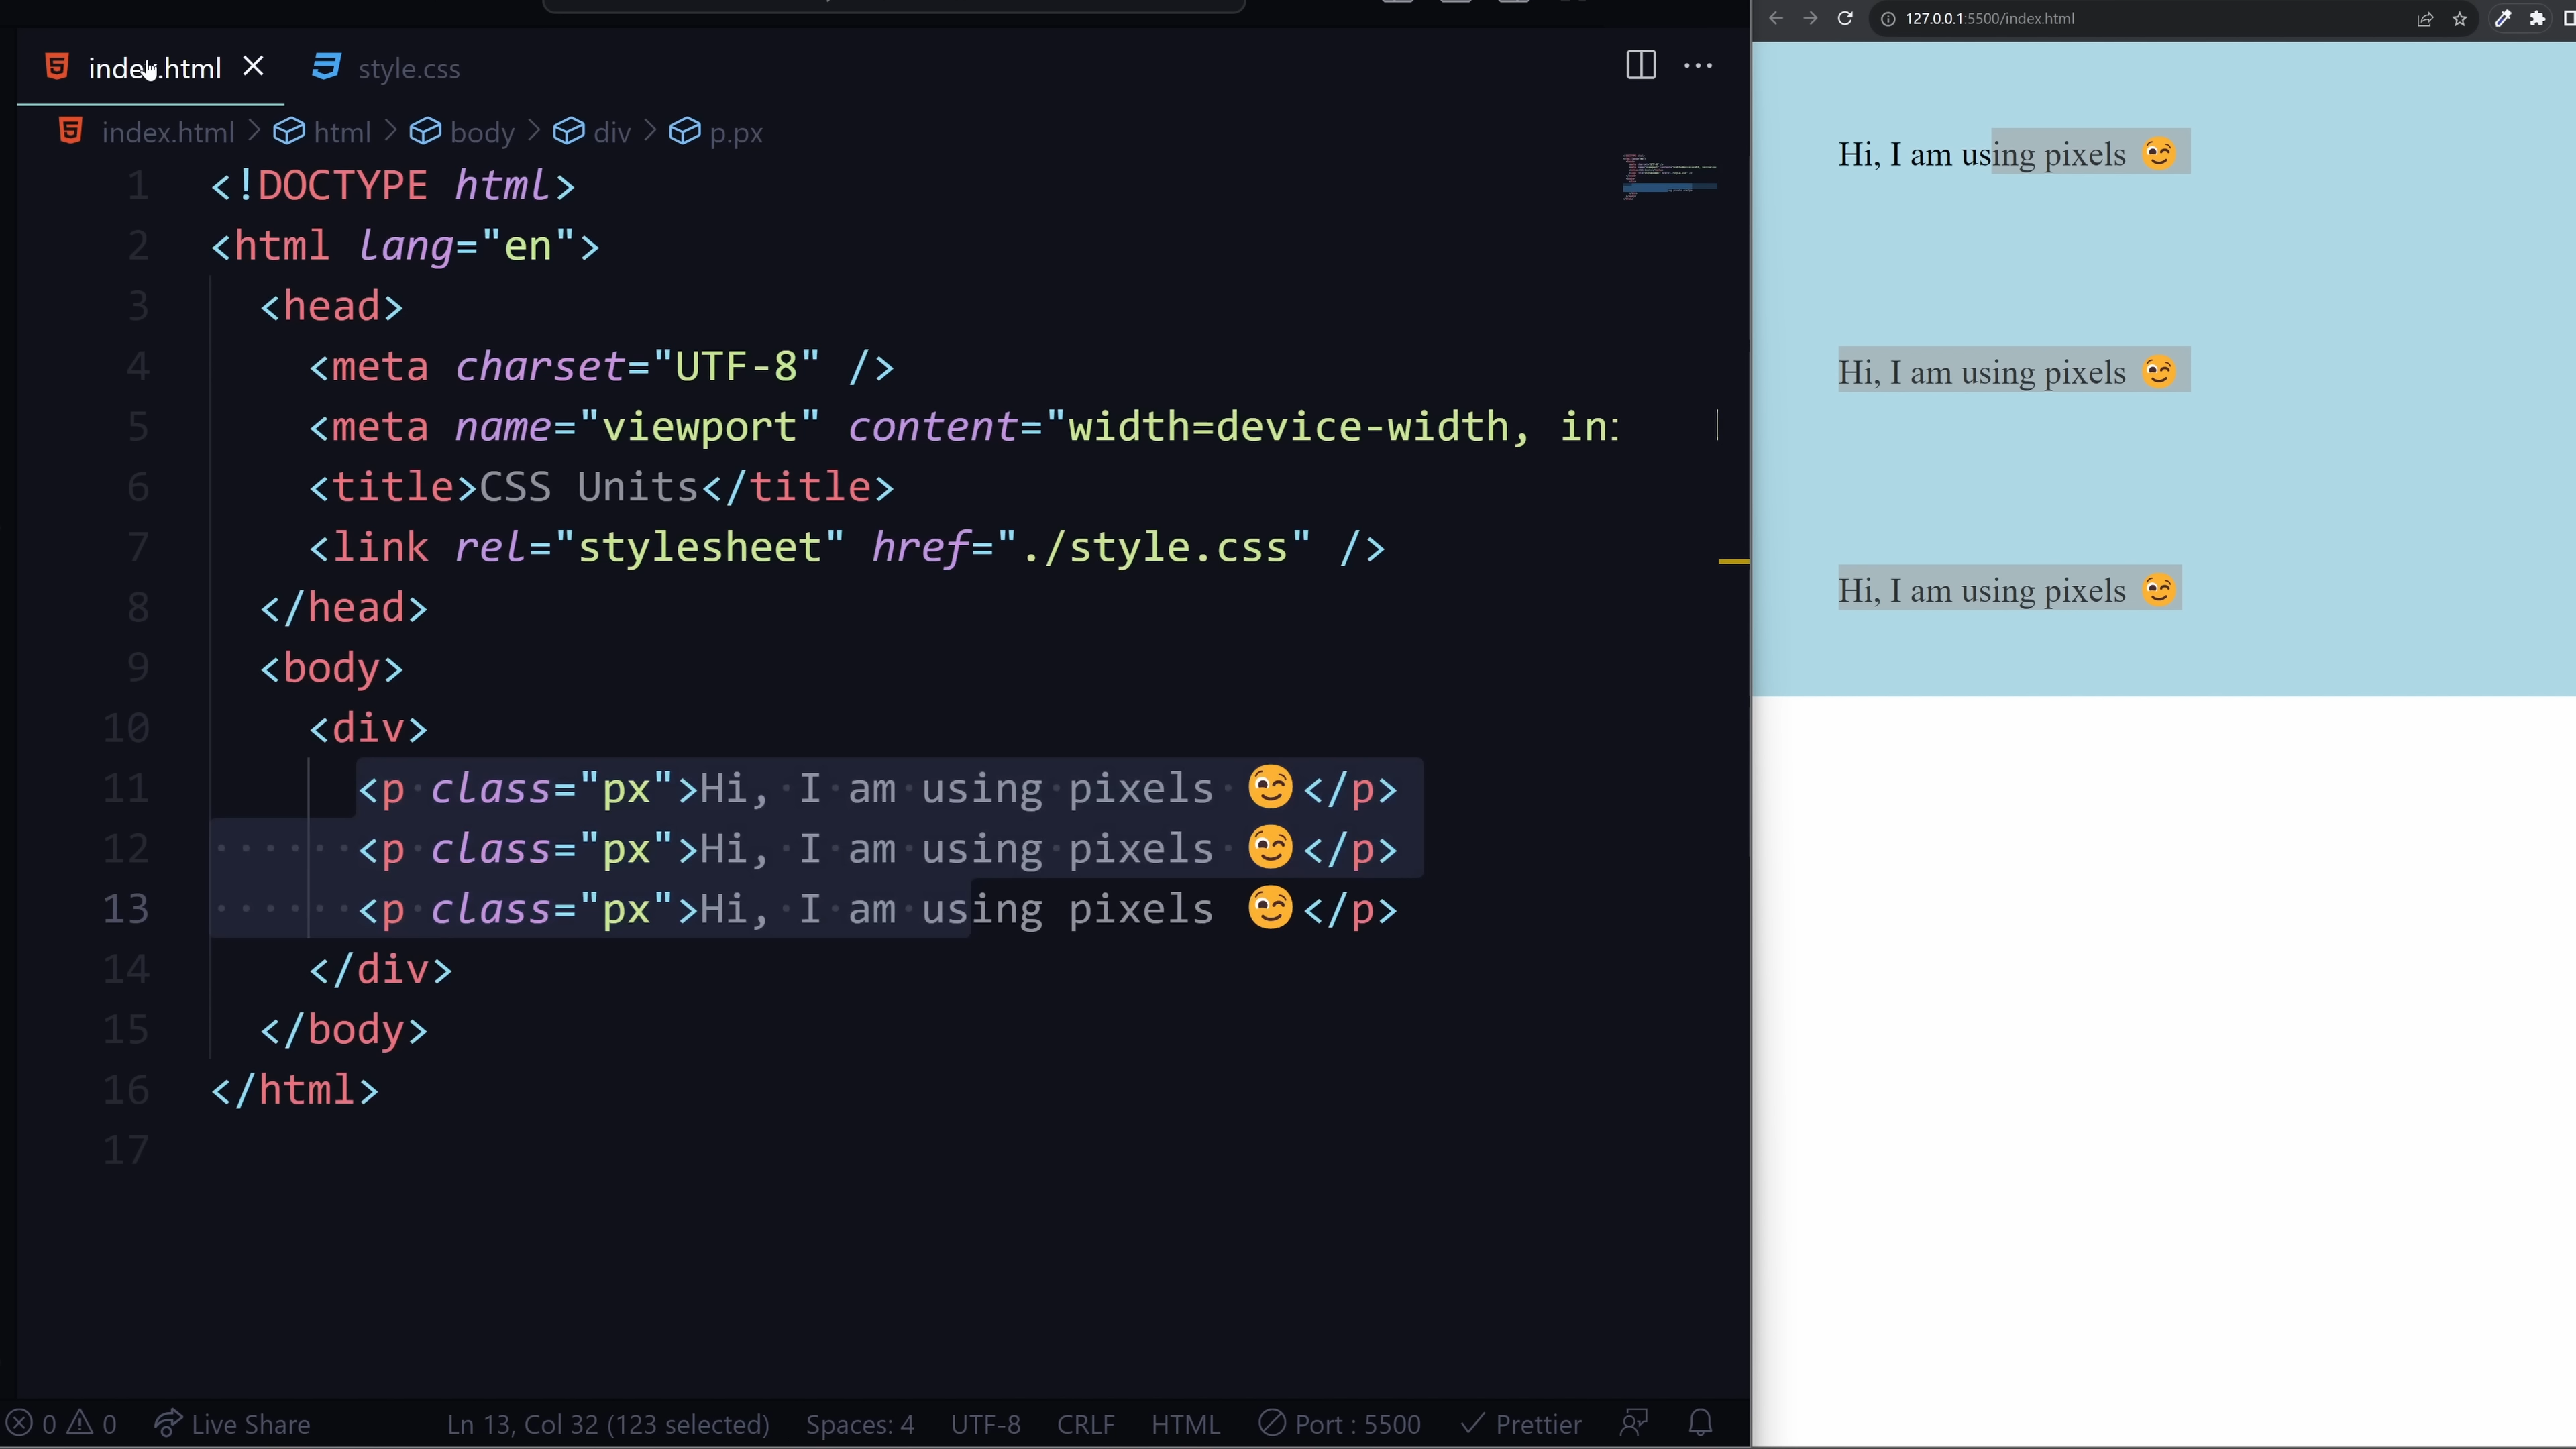 index.html style.css
index.html > html > body > div > p.px
1 <!DOCTYPE html>
2 <html lang="en">
3 <head>
4 <meta charset="UTF-8" />
5 <meta name="viewport" content="width=device-width, in
6 <title>CSS Units</title>
7 <link rel="stylesheet" href="./style.css" />
8 </head>
9 <body>
10 <div>
11 <p class="px">Hi, I am using pixels 😉</p>
12 <p class="px">Hi, I am using pixels 😉</p>
13 <p class="px">Hi, I am using pixels 😉</p>
14 </div>
15 </body>
16 </html>
17
0 0 Live Share Ln 13, Col 32 (123 selected) Spaces: 4 UTF-8 CRLF HTML Port : 5500 Prettier
127.0.0.1:5500/index.html
Hi, I am using pixels 😉
Hi, I am using pixels 😉
Hi, I am using pixels 😉